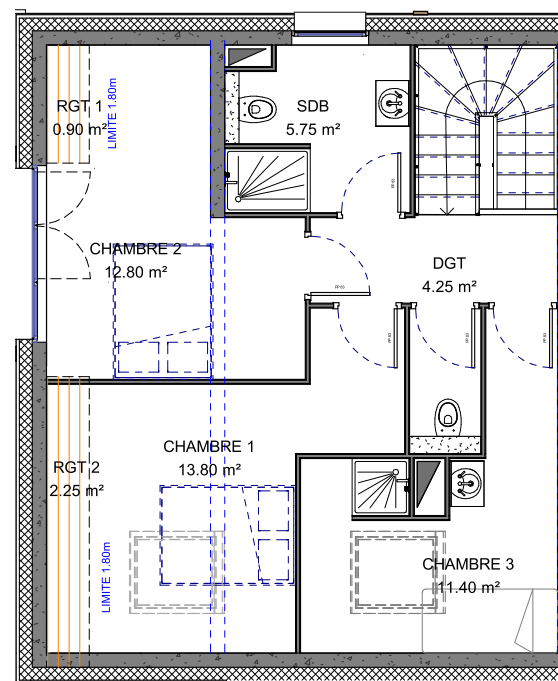 RGT 1
0.90 m²
LIMITE 1.80m
SDB
5.75 m²
CHAMBRE 2
12.80 m²
DGT
4.25 m²
CHAMBRE 1
13.80 m²
RGT 2
2.25 m²
LIMITE 1.80m
CHAMBRE 3
11.40 m²